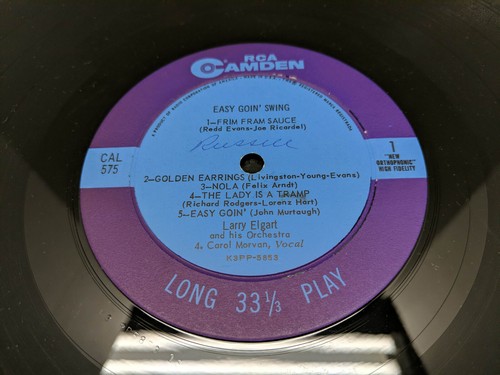 RCA
CAMDEN
EASY GOIN' SWING
1—FRIM FRAM SAUCE
(Redd Evans-Joe Ricardel)
Russell
CAL
575
1
"NEW
ORTHOPHONIC"
HIGH FIDELITY
2—GOLDEN EARRINGS (Livingston-Young-Evans)
3—NOLA (Felix Arndt)
4—THE LADY IS A TRAMP
(Richard Rodgers-Lorenz Hart)
5—EASY GOIN' (John Murtaugh)
Larry Elgart
and his Orchestra
4. Carol Morvan, Vocal
LONG 33⅓ PLAY